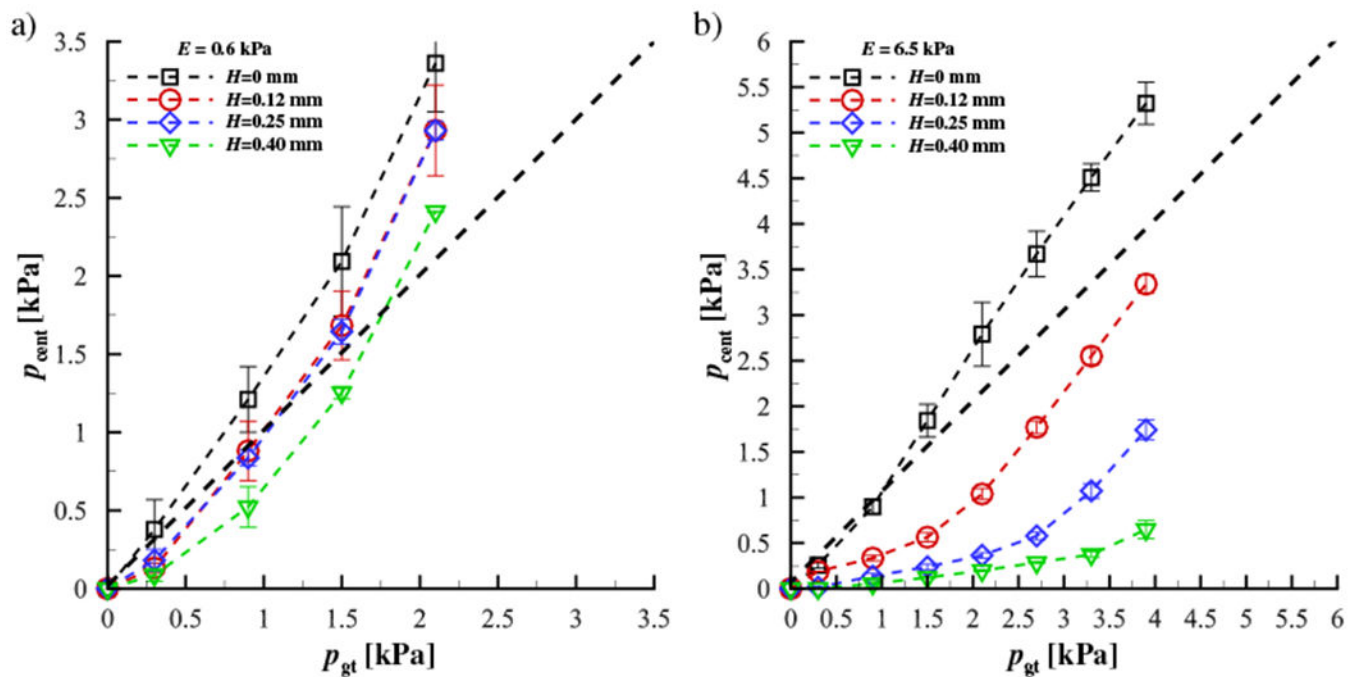 a)
E = 0.6 kPa
H=0 mm
H=0.12 mm
H=0.25 mm
H=0.40 mm
3.5
3
2.5
2
1.5
1
0.5
0
p_cent [kPa]
0 0.5 1 1.5 2 2.5 3 3.5
p_gt [kPa]
b)
E = 6.5 kPa
H=0 mm
H=0.12 mm
H=0.25 mm
H=0.40 mm
6
5.5
5
4.5
4
3.5
3
2.5
2
1.5
1
0.5
0
p_cent [kPa]
0 0.5 1 1.5 2 2.5 3 3.5 4 4.5 5 5.5 6
p_gt [kPa]